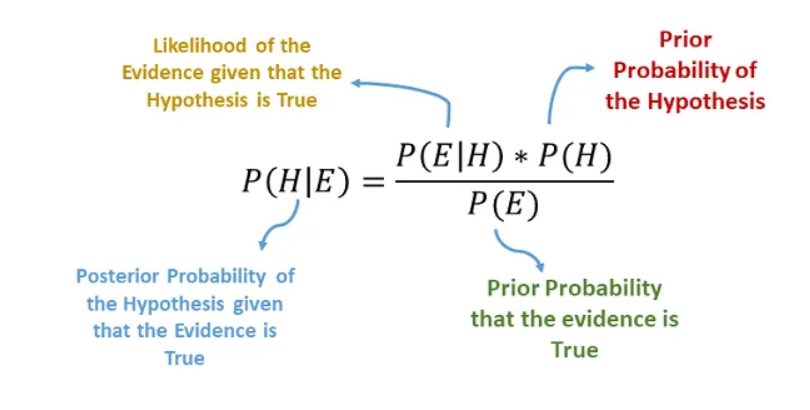 Likelihood of the
Evidence given that the
Hypothesis is True
Prior
Probability of
the Hypothesis
P(H|E) = P(E|H) ∗ P(H)
P(E)
Posterior Probability of
the Hypothesis given
that the Evidence is
True
Prior Probability
that the evidence is
True